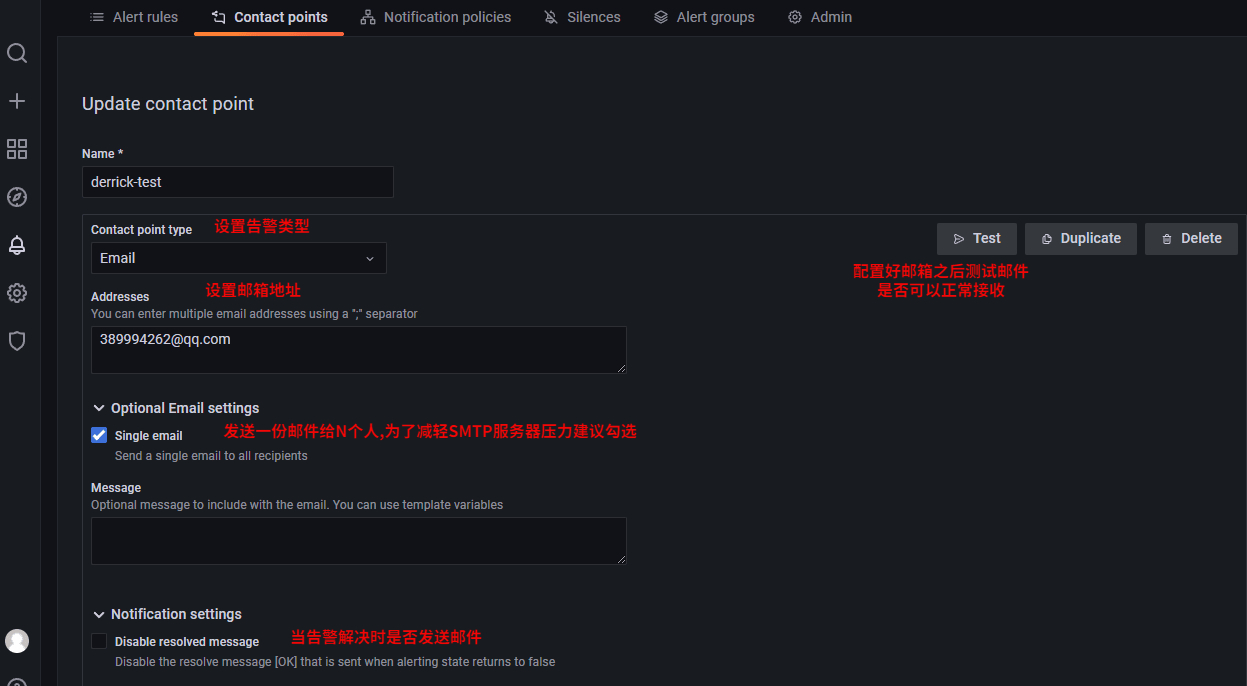 Alert rules Contact points Notification policies Silences Alert groups Admin
Update contact point
Name *
derrick-test
Contact point type 设置告警类型
Email
Test Duplicate Delete
配置好邮箱之后测试邮件
是否可以正常接收
Addresses 设置邮箱地址
You can enter multiple email addresses using a ";" separator
389994262@qq.com
Optional Email settings
Single email 发送一份邮件给N个人,为了减轻SMTP服务器压力建议勾选
Send a single email to all recipients
Message
Optional message to include with the email. You can use template variables
Notification settings
Disable resolved message 当告警解决时是否发送邮件
Disable the resolve message [OK] that is sent when alerting state returns to false